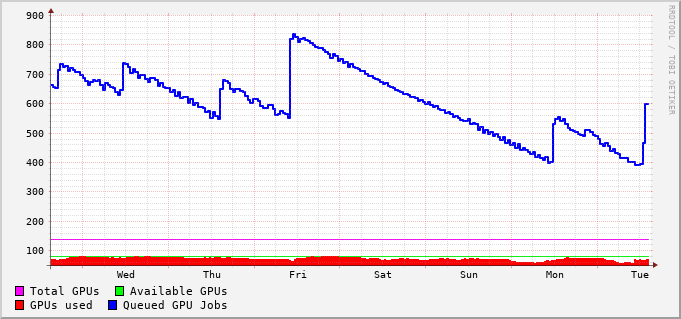 900
800
700
600
500
400
300
200
100
Wed Thu Fri Sat Sun Mon Tue
Total GPUs Available GPUs
GPUs used Queued GPU Jobs
RRDTOOL / TOBI OETIKER